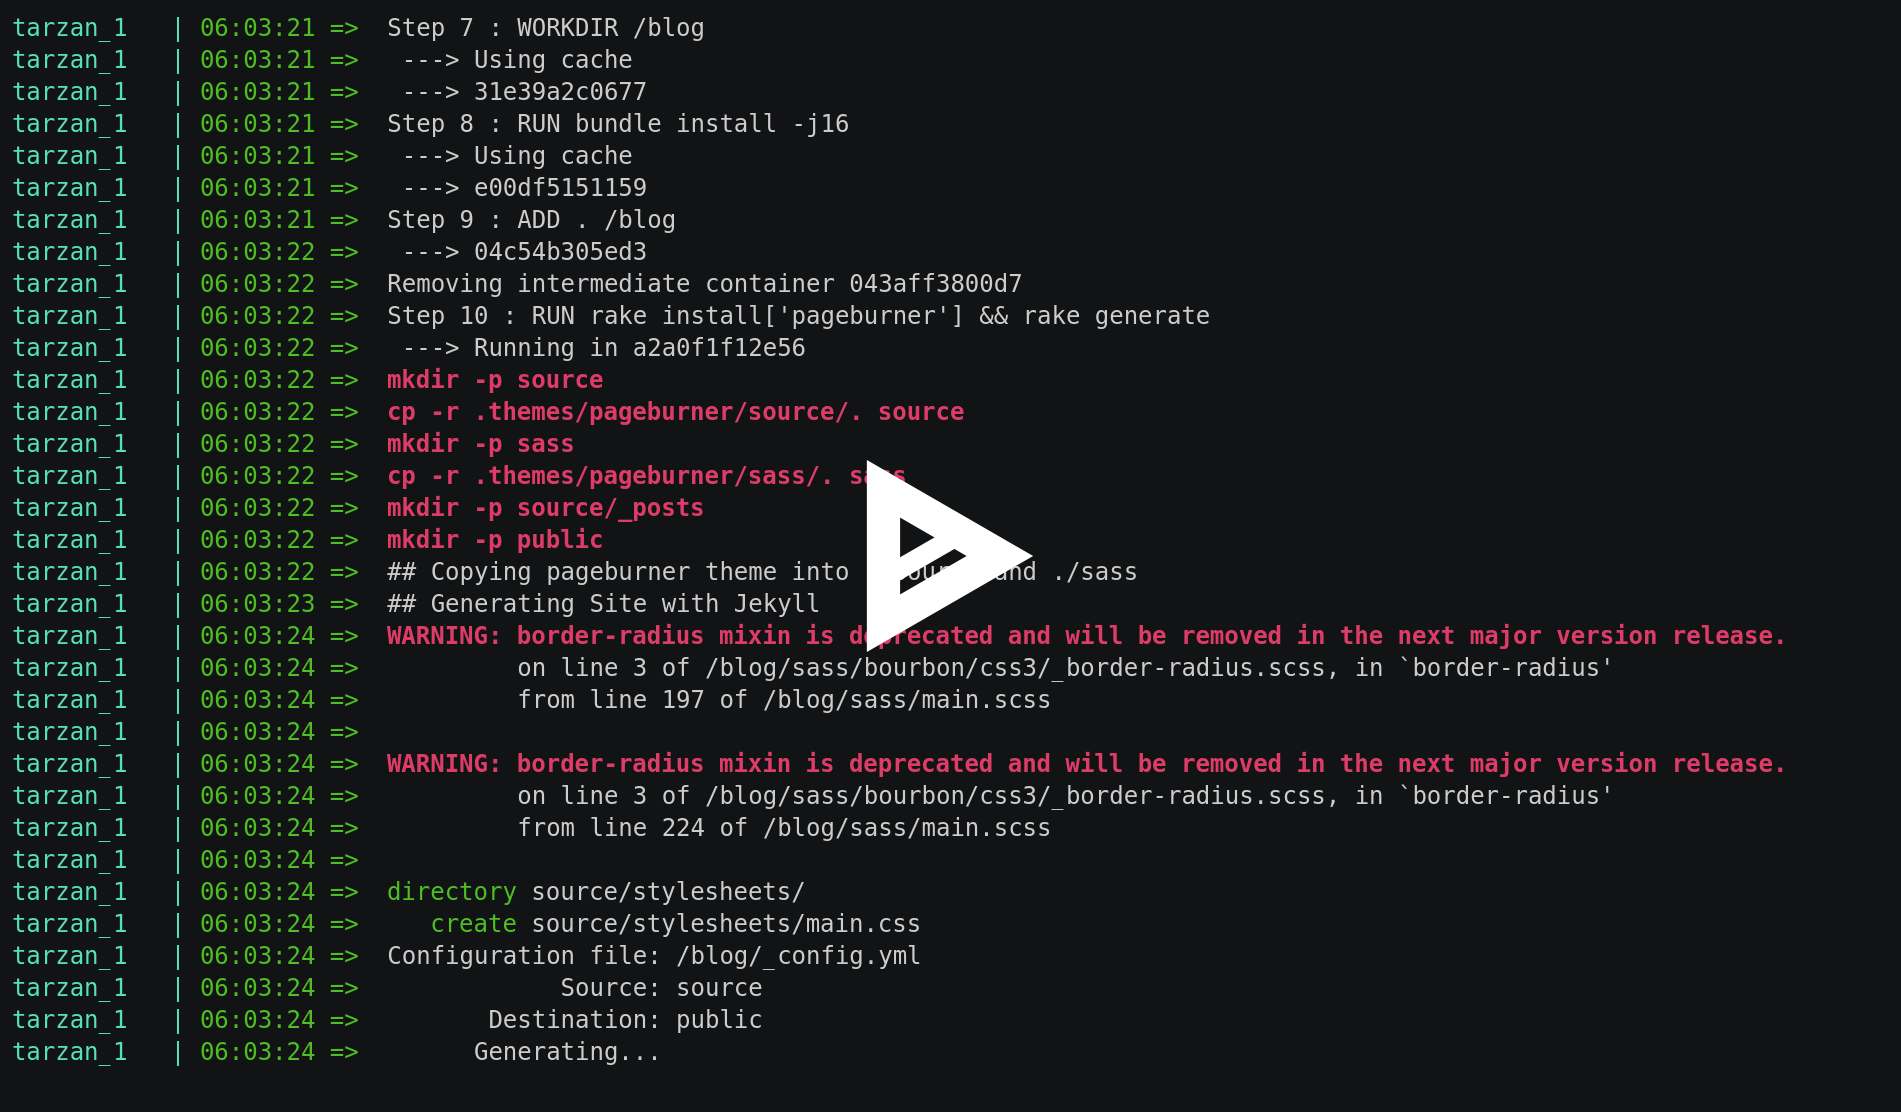 tarzan_1   | 06:03:21 =>  Step 7 : WORKDIR /blog
tarzan_1   | 06:03:21 =>   ---> Using cache
tarzan_1   | 06:03:21 =>   ---> 31e39a2c0677
tarzan_1   | 06:03:21 =>  Step 8 : RUN bundle install -j16
tarzan_1   | 06:03:21 =>   ---> Using cache
tarzan_1   | 06:03:21 =>   ---> e00df5151159
tarzan_1   | 06:03:21 =>  Step 9 : ADD . /blog
tarzan_1   | 06:03:22 =>   ---> 04c54b305ed3
tarzan_1   | 06:03:22 =>  Removing intermediate container 043aff3800d7
tarzan_1   | 06:03:22 =>  Step 10 : RUN rake install['pageburner'] && rake generate
tarzan_1   | 06:03:22 =>   ---> Running in a2a0f1f12e56
tarzan_1   | 06:03:22 =>  mkdir -p source
tarzan_1   | 06:03:22 =>  cp -r .themes/pageburner/source/. source
tarzan_1   | 06:03:22 =>  mkdir -p sass
tarzan_1   | 06:03:22 =>  cp -r .themes/pageburner/sass/. sass
tarzan_1   | 06:03:22 =>  mkdir -p source/_posts
tarzan_1   | 06:03:22 =>  mkdir -p public
tarzan_1   | 06:03:22 =>  ## Copying pageburner theme into and ./sass
tarzan_1   | 06:03:23 =>  ## Generating Site with Jekyll
tarzan_1   | 06:03:24 =>  WARNING: border-radius mixin is deprecated and will be removed in the next major version release.
tarzan_1   | 06:03:24 =>           on line 3 of /blog/sass/bourbon/css3/_border-radius.scss, in `border-radius'
tarzan_1   | 06:03:24 =>           from line 197 of /blog/sass/main.scss
tarzan_1   | 06:03:24 =>
tarzan_1   | 06:03:24 =>  WARNING: border-radius mixin is deprecated and will be removed in the next major version release.
tarzan_1   | 06:03:24 =>           on line 3 of /blog/sass/bourbon/css3/_border-radius.scss, in `border-radius'
tarzan_1   | 06:03:24 =>           from line 224 of /blog/sass/main.scss
tarzan_1   | 06:03:24 =>
tarzan_1   | 06:03:24 =>  directory source/stylesheets/
tarzan_1   | 06:03:24 =>     create source/stylesheets/main.css
tarzan_1   | 06:03:24 =>  Configuration file: /blog/_config.yml
tarzan_1   | 06:03:24 =>              Source: source
tarzan_1   | 06:03:24 =>         Destination: public
tarzan_1   | 06:03:24 =>        Generating...